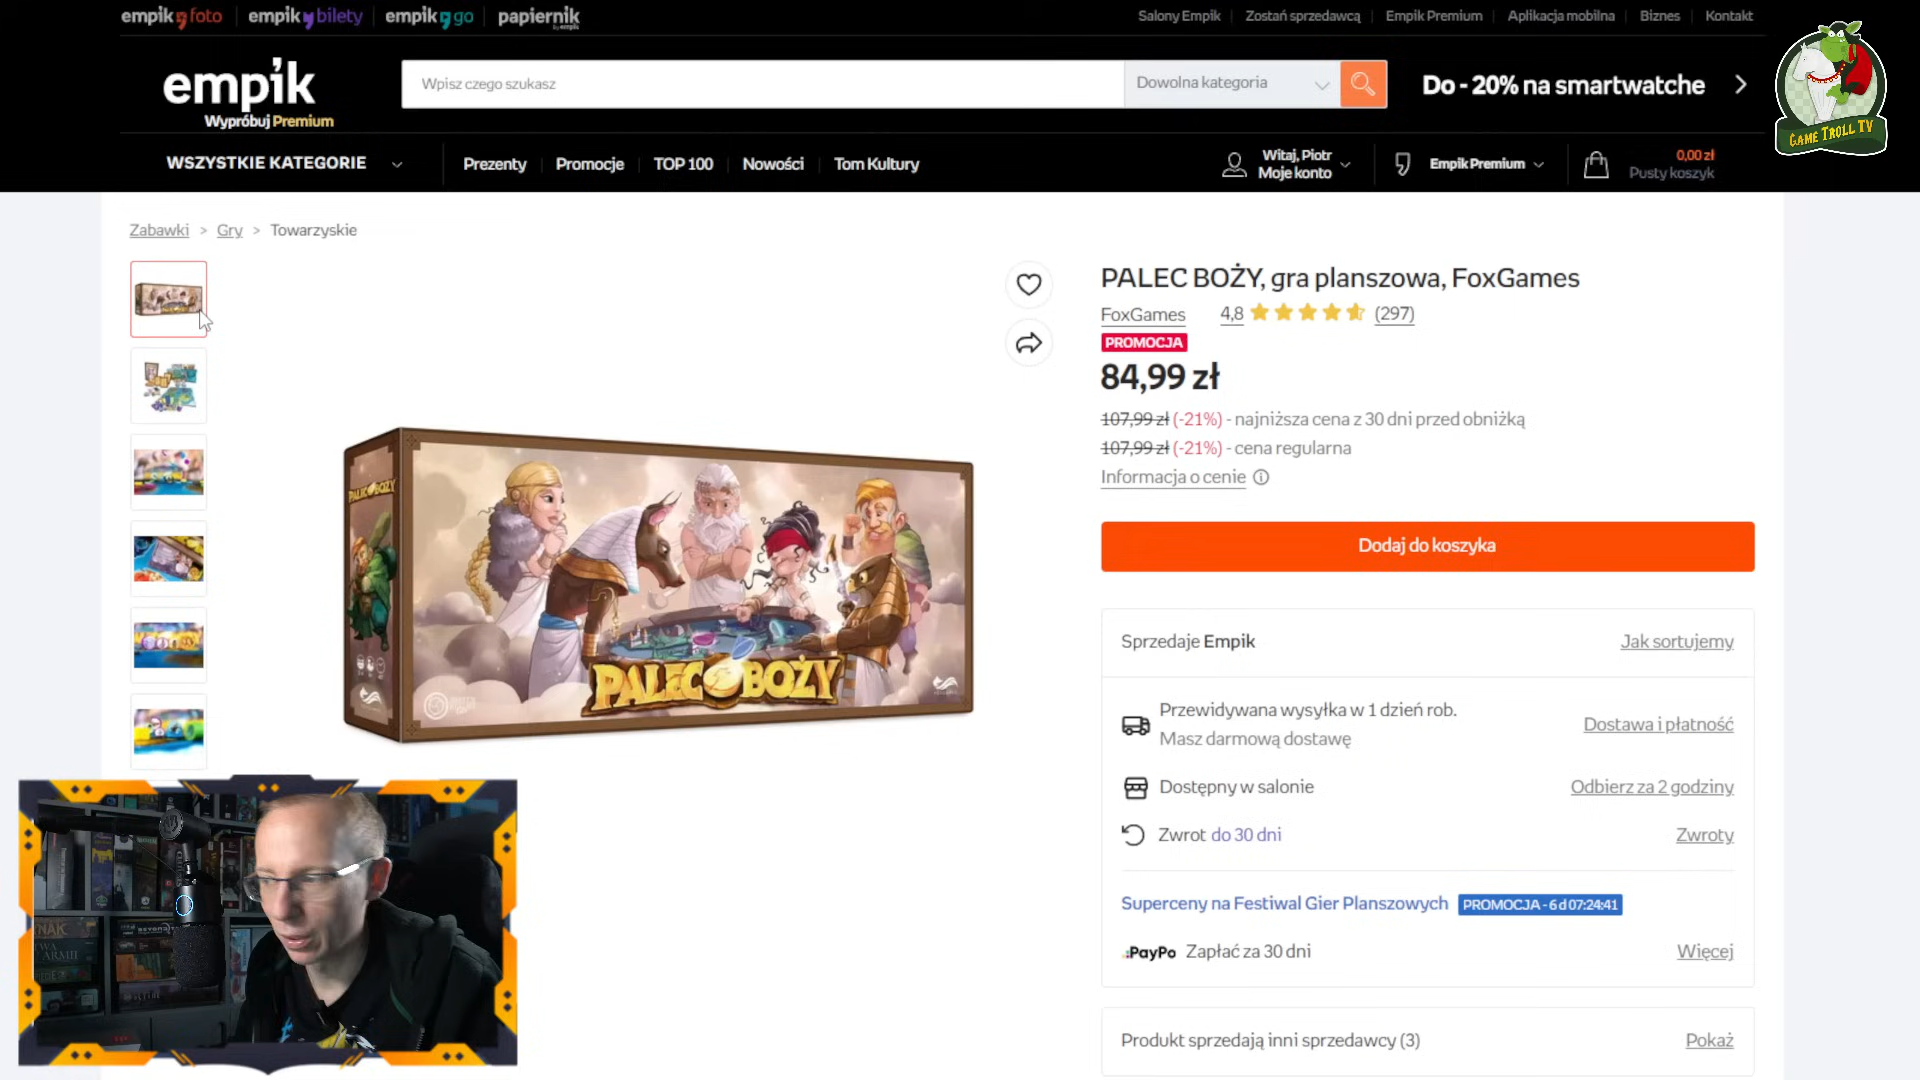 empik foto
empik bilety
empik go
papiernik
by empik
Salony Empik
Zostań sprzedawcą
Empik Premium
Aplikacja mobilna
Biznes
Kontakt
empik
Wypróbuj Premium
Wpisz czego szukasz
Dowolna kategoria
Do - 20% na smartwatche
GAME TROLL TV
WSZYSTKIE KATEGORIE
Prezenty
Promocje
TOP 100
Nowości
Tom Kultury
Witaj, Piotr
Moje konto
Empik Premium
0,00 zł
Pusty koszyk
Zabawki > Gry > Towarzyskie
PALEC BOŻY, gra planszowa, FoxGames
FoxGames
4,8
(297)
PROMOCJA
84,99 zł
107,99 zł (-21%) - najniższa cena z 30 dni przed obniżką
107,99 zł (-21%) - cena regularna
Informacja o cenie
Dodaj do koszyka
PALEC BOŻY
PALEC BOŻY
Sprzedaje Empik
Jak sortujemy
Przewidywana wysyłka w 1 dzień rob.
Masz darmową dostawę
Dostawa i płatność
Dostępny w salonie
Odbierz za 2 godziny
Zwrot do 30 dni
Zwroty
Superceny na Festiwal Gier Planszowych
PROMOCJA - 6 d 07:24:41
PayPo Zapłać za 30 dni
Więcej
Produkt sprzedają inni sprzedawcy (3)
Pokaż